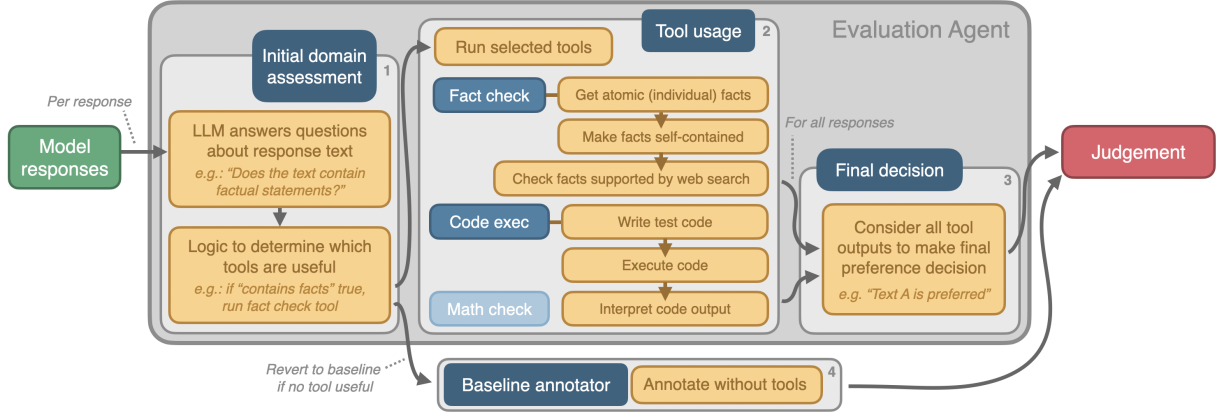 Evaluation Agent
Per response
Model
responses
Initial domain
assessment
1
LLM answers questions
about response text
e.g.: “Does the text contain
factual statements?”
Logic to determine which
tools are useful
e.g.: if “contains facts” true,
run fact check tool
Tool usage
2
Run selected tools
Fact check
Get atomic (individual) facts
Make facts self-contained
Check facts supported by web search
Code exec
Write test code
Execute code
Math check
Interpret code output
For all responses
Final decision
3
Consider all tool
outputs to make final
preference decision
e.g. “Text A is preferred”
Judgement
Revert to baseline
if no tool useful
Baseline annotator
Annotate without tools
4